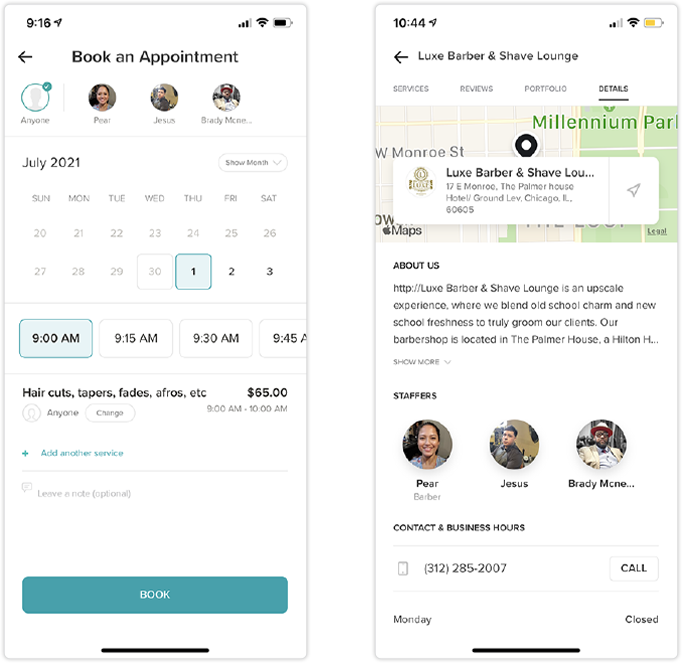 9:16
Book an Appointment
Anyone
Pear
Jesus
Brady Mcne...
July 2021
Show Month
SUN MON TUE WED THU FRI SAT
20 21 22 23 24 25 26
27 28 29 30 1 2 3
9:00 AM
9:15 AM
9:30 AM
9:45 A
Hair cuts, tapers, fades, afros, etc $65.00
Anyone Change 9:00 AM - 10:00 AM
+ Add another service
Leave a note (optional)
BOOK
10:44
Luxe Barber & Shave Lounge
SERVICES REVIEWS PORTFOLIO DETAILS
Millennium Park
W Monroe St
Luxe Barber & Shave Lou...
17 E Monroe, The Palmer house
Hotel/ Ground Lev, Chicago, IL,
60605
THE LOOP
Maps
Legal
ABOUT US
http://Luxe Barber & Shave Lounge is an upscale
experience, where we blend old school charm and new
school freshness to truly groom our clients. Our
barbershop is located in The Palmer House, a Hilton H...
SHOW MORE
STAFFERS
Pear
Barber
Jesus
Brady Mcne...
CONTACT & BUSINESS HOURS
(312) 285-2007 CALL
Monday Closed